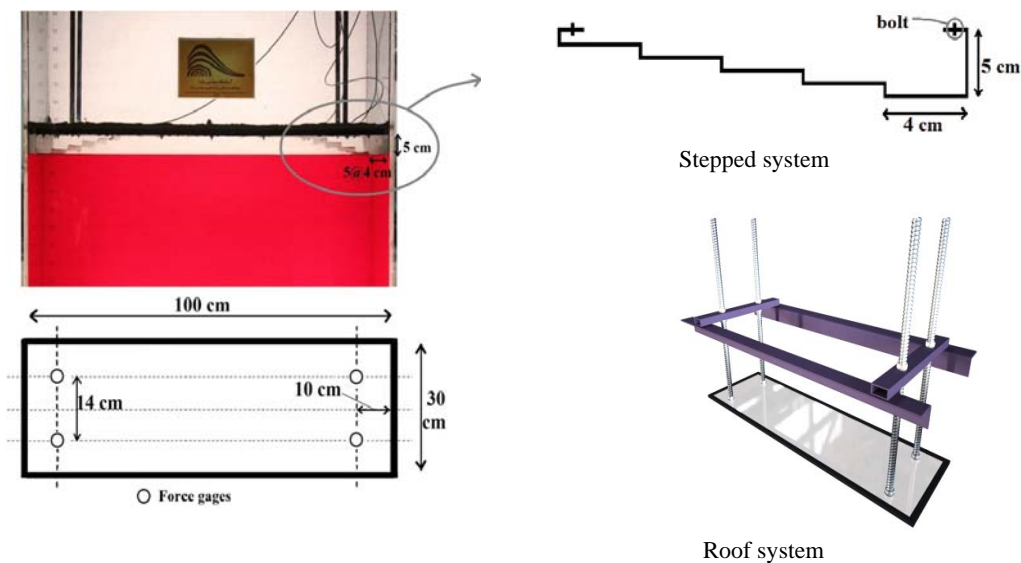 5 cm
5@4 cm
bolt
5 cm
4 cm
Stepped system
100 cm
14 cm
10 cm
30
cm
Force gages
Roof system